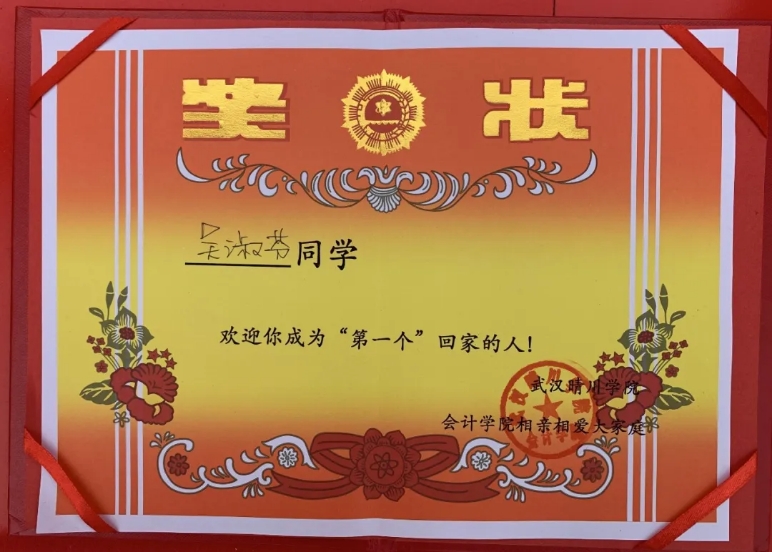 奖状
吴淑芬同学
欢迎你成为“第一个”回家的人!
武汉晴川学院
会计学院相亲相爱大家庭